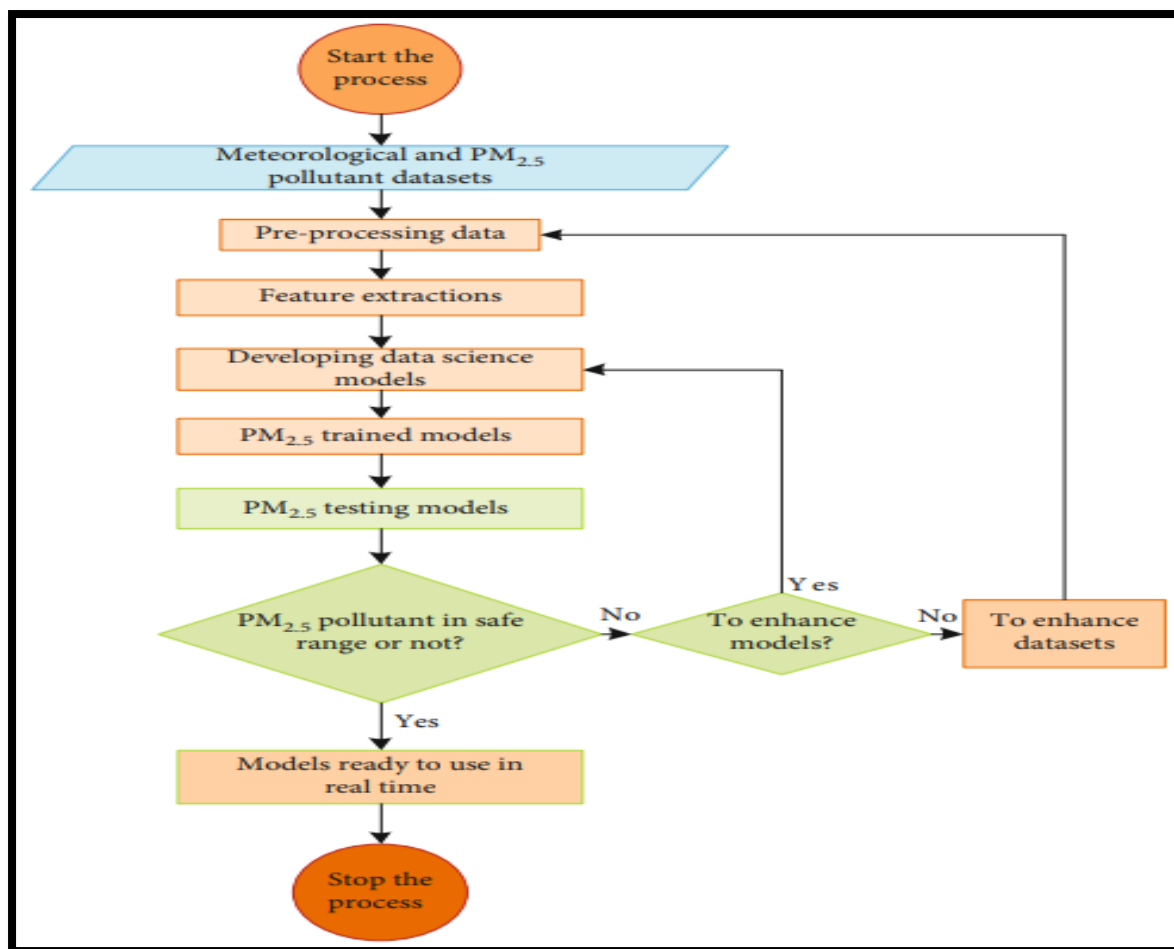 Start the
process
Meteorological and PM2.5
pollutant datasets
Pre-processing data
Feature extractions
Developing data science
models
PM2.5 trained models
PM2.5 testing models
PM2.5 pollutant in safe
range or not?
No
Yes
To enhance
models?
No
To enhance
datasets
Yes
Models ready to use in
real time
Stop the
process